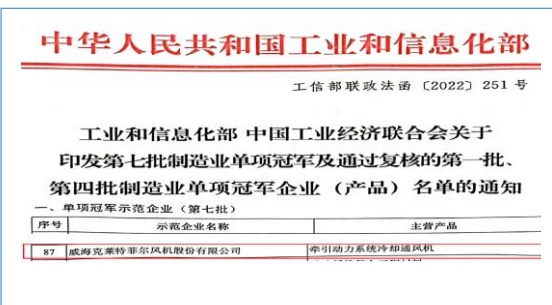 中华人民共和国工业和信息化部
工信部联政法函〔2022〕251 号
工业和信息化部 中国工业经济联合会关于
印发第七批制造业单项冠军及通过复核的第一批、
第四批制造业单项冠军企业（产品）名单的通知
一、单项冠军示范企业（第七批）
序号 示范企业名称 主营产品
87 威海克莱特菲尔风机股份有限公司 牵引动力系统冷却通风机